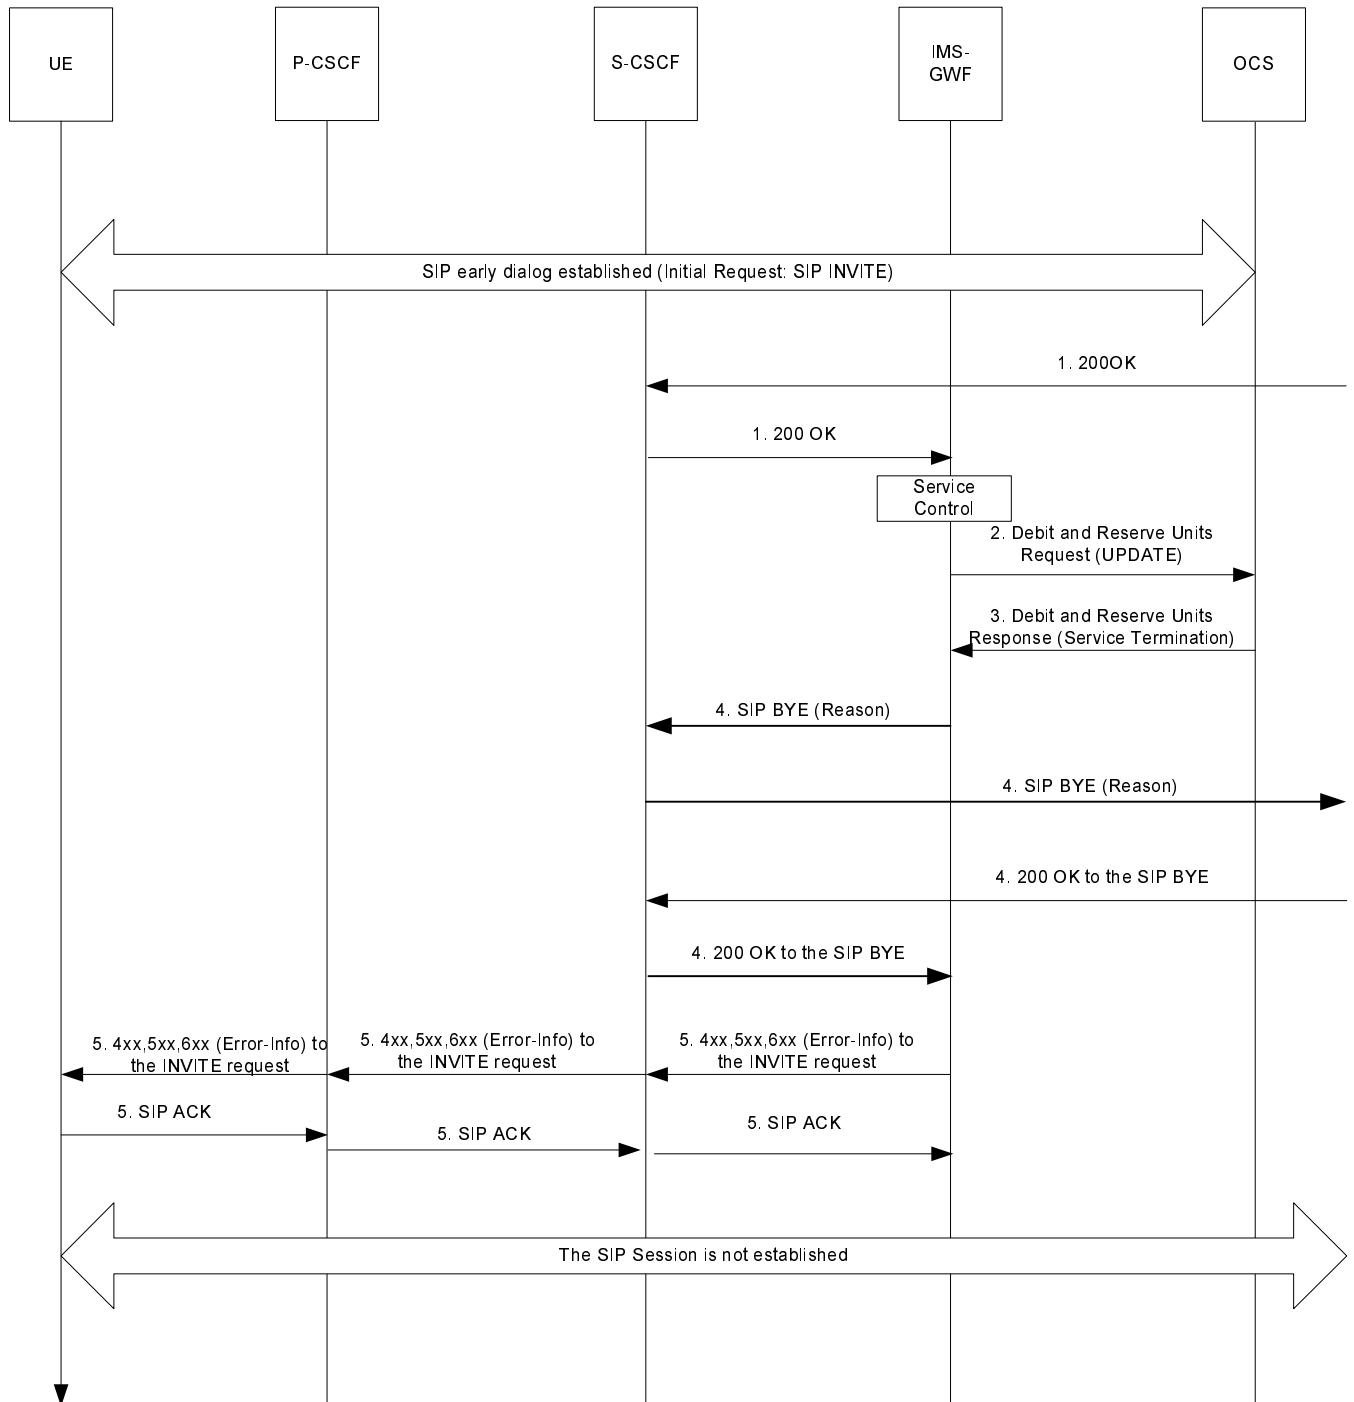 UE
P-CSCF
S-CSCF
IMS-
GWF
OCS
SIP early dialog established (Initial Request: SIP INVITE)
1. 200OK
1. 200 OK
Service
Control
2. Debit and Reserve Units
Request (UPDATE)
3. Debit and Reserve Units
Response (Service Termination)
4. SIP BYE (Reason)
4. SIP BYE (Reason)
4. 200 OK to the SIP BYE
4. 200 OK to the SIP BYE
5. 4xx,5xx,6xx (Error-Info) to
the INVITE request
5. 4xx,5xx,6xx (Error-Info) to
the INVITE request
5. 4xx,5xx,6xx (Error-Info) to
the INVITE request
5. SIP ACK
5. SIP ACK
5. SIP ACK
The SIP Session is not established